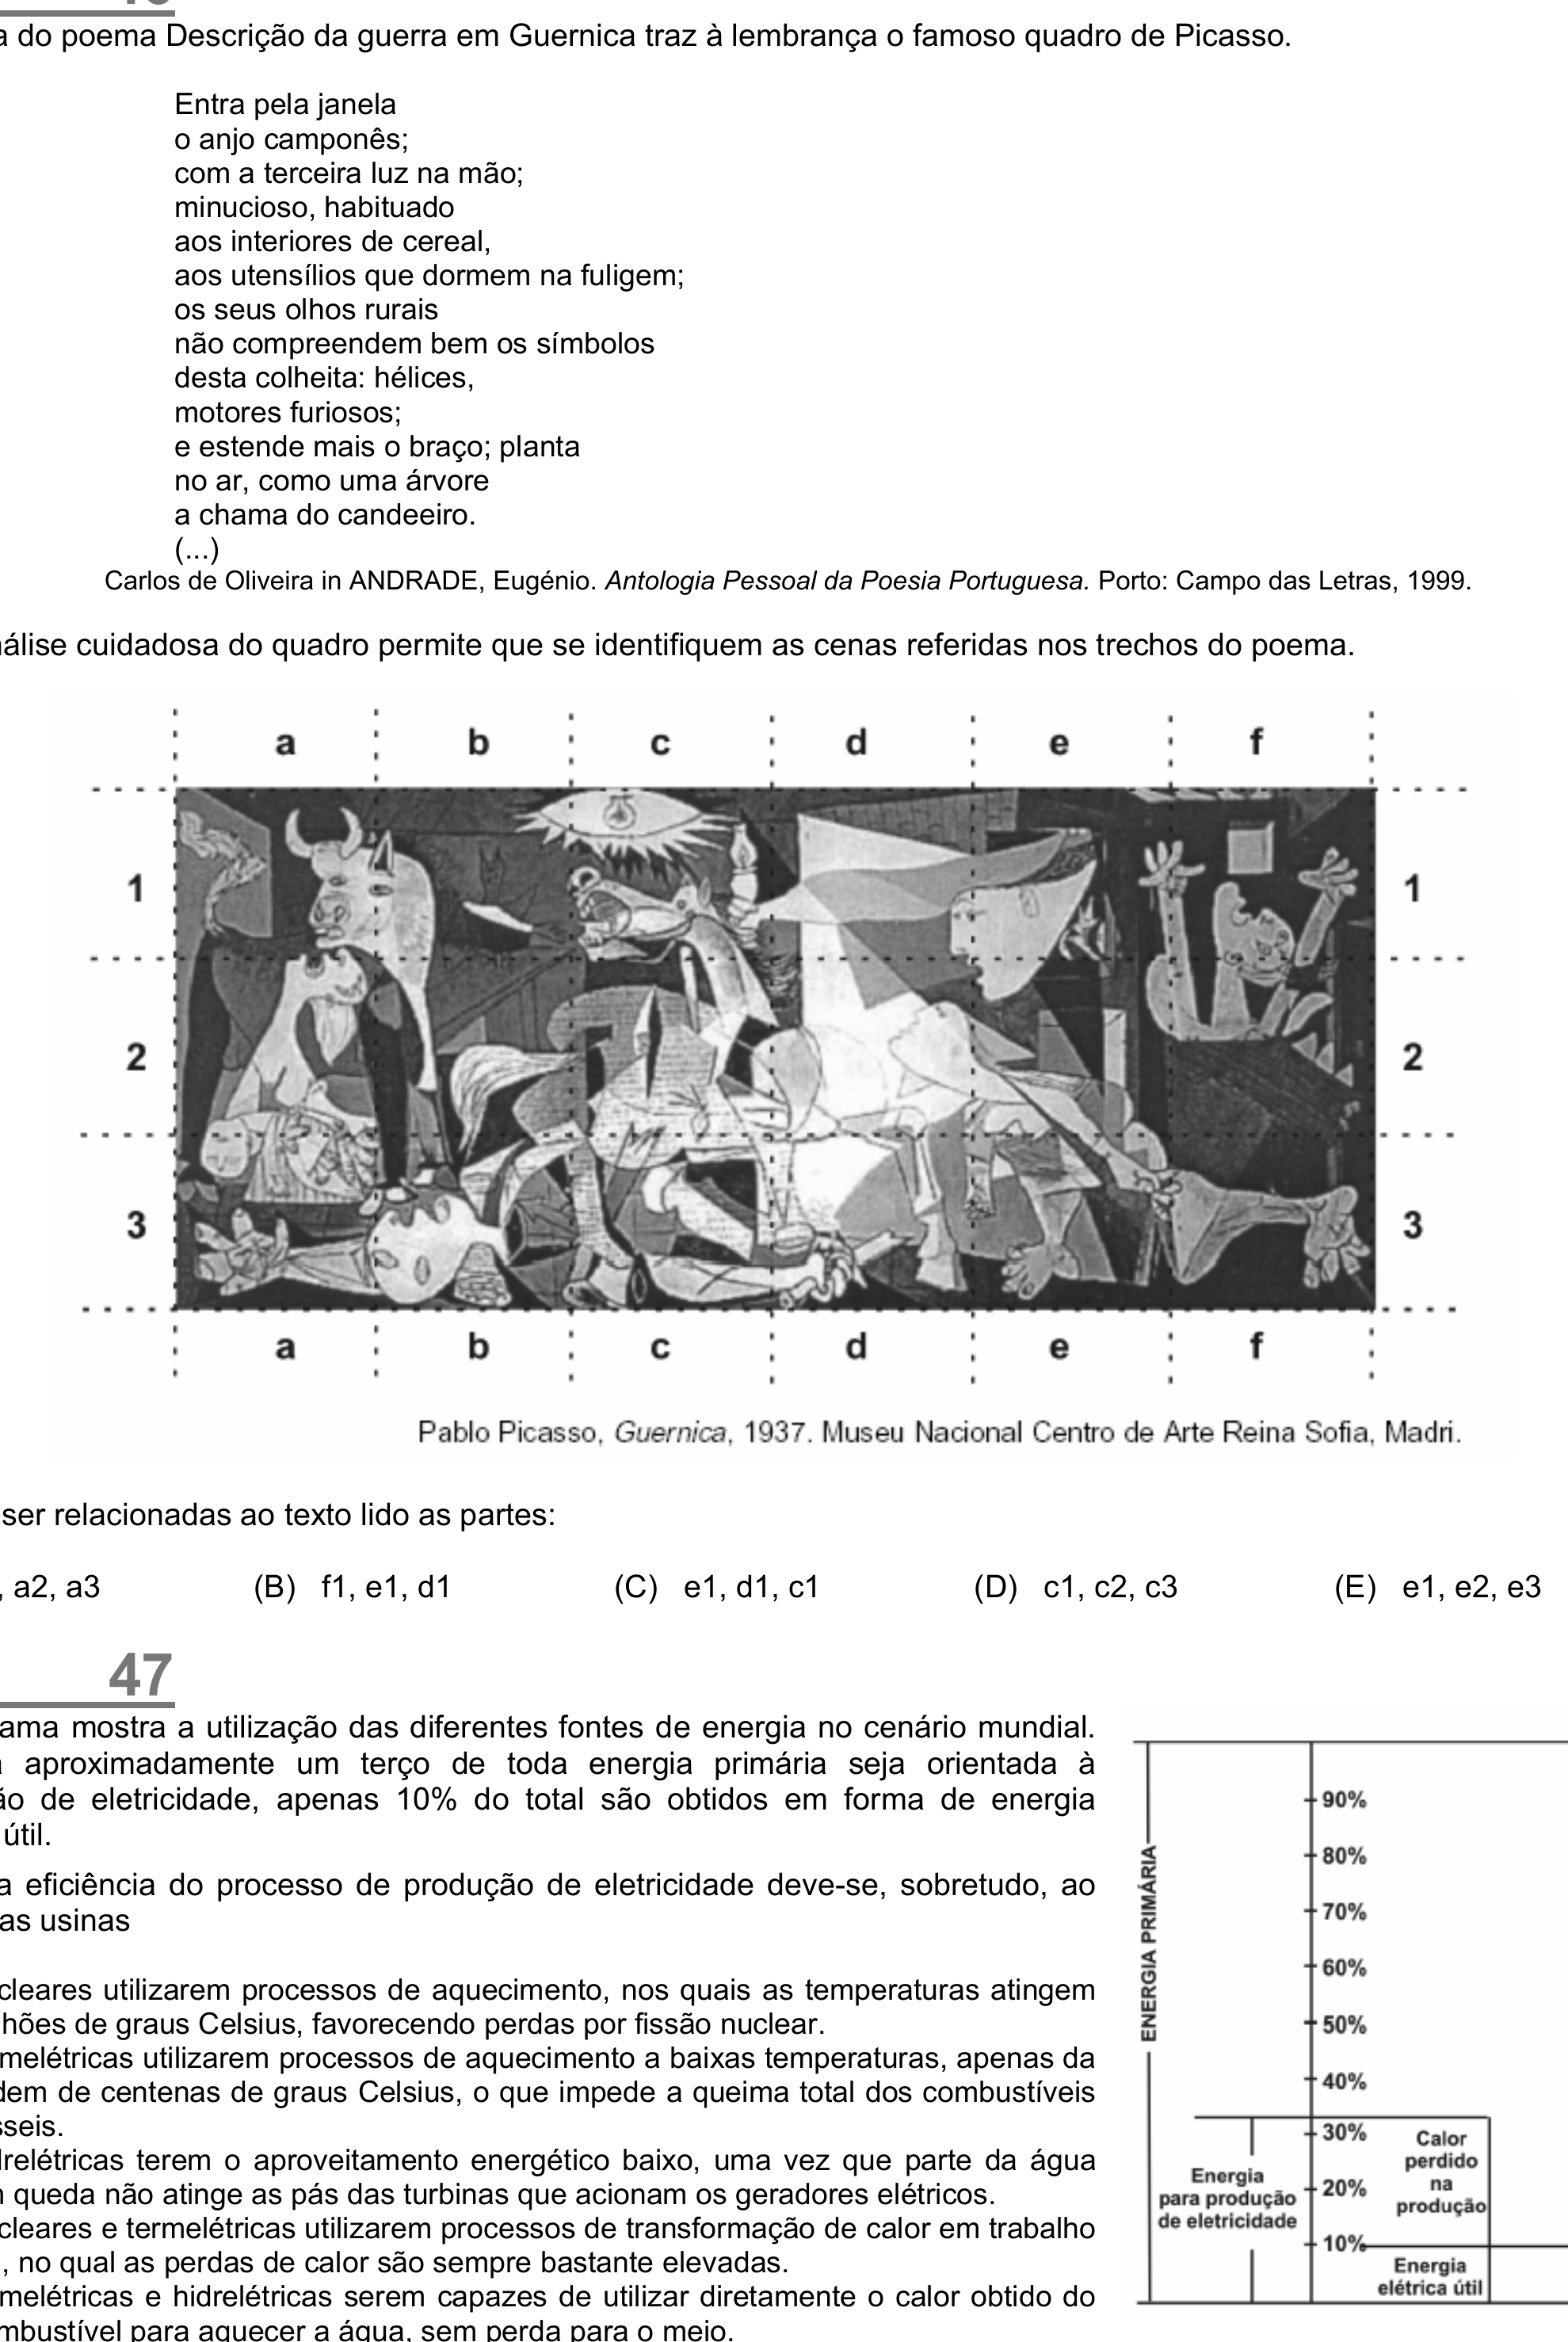 do poema Descrição da guerra em Guernica traz à lembrança o famoso quadro de Picasso.
Entra pela janela
o anjo camponês;
com a terceira luz na mão;
minucioso, habituado
aos interiores de cereal,
aos utensílios que dormem na fuligem;
os seus olhos rurais
não compreendem bem os símbolos
desta colheita: hélices,
motores furiosos;
e estende mais o braço; planta
no ar, como uma árvore
a chama do candeeiro.
(...)
Carlos de Oliveira in ANDRADE, Eugénio. Antologia Pessoal da Poesia Portuguesa. Porto: Campo das Letras, 1999.
álise cuidadosa do quadro permite que se identifiquem as cenas referidas nos trechos do poema.
a b c d e f
1 1
2 2
3 3
a b c d e f
Pablo Picasso, Guernica, 1937. Museu Nacional Centro de Arte Reina Sofia, Madri.
ser relacionadas ao texto lido as partes:
, a2, a3 (B) f1, e1, d1 (C) e1, d1, c1 (D) c1, c2, c3 (E) e1, e2, e3
47
ama mostra a utilização das diferentes fontes de energia no cenário mundial.
aproximadamente um terço de toda energia primária seja orientada à
ão de eletricidade, apenas 10% do total são obtidos em forma de energia
útil.
a eficiência do processo de produção de eletricidade deve-se, sobretudo, ao
as usinas
cleares utilizarem processos de aquecimento, nos quais as temperaturas atingem
hões de graus Celsius, favorecendo perdas por fissão nuclear.
melétricas utilizarem processos de aquecimento a baixas temperaturas, apenas da
dem de centenas de graus Celsius, o que impede a queima total dos combustíveis
sseis.
drelétricas terem o aproveitamento energético baixo, uma vez que parte da água
queda não atinge as pás das turbinas que acionam os geradores elétricos.
cleares e termelétricas utilizarem processos de transformação de calor em trabalho
, no qual as perdas de calor são sempre bastante elevadas.
melétricas e hidrelétricas serem capazes de utilizar diretamente o calor obtido do
mbustível para aquecer a água, sem perda para o meio.
ENERGIA PRIMÁRIA
90%
80%
70%
60%
50%
40%
30%
20%
10%
Energia
para produção
de eletricidade
Calor
perdido
na
produção
Energia
elétrica útil